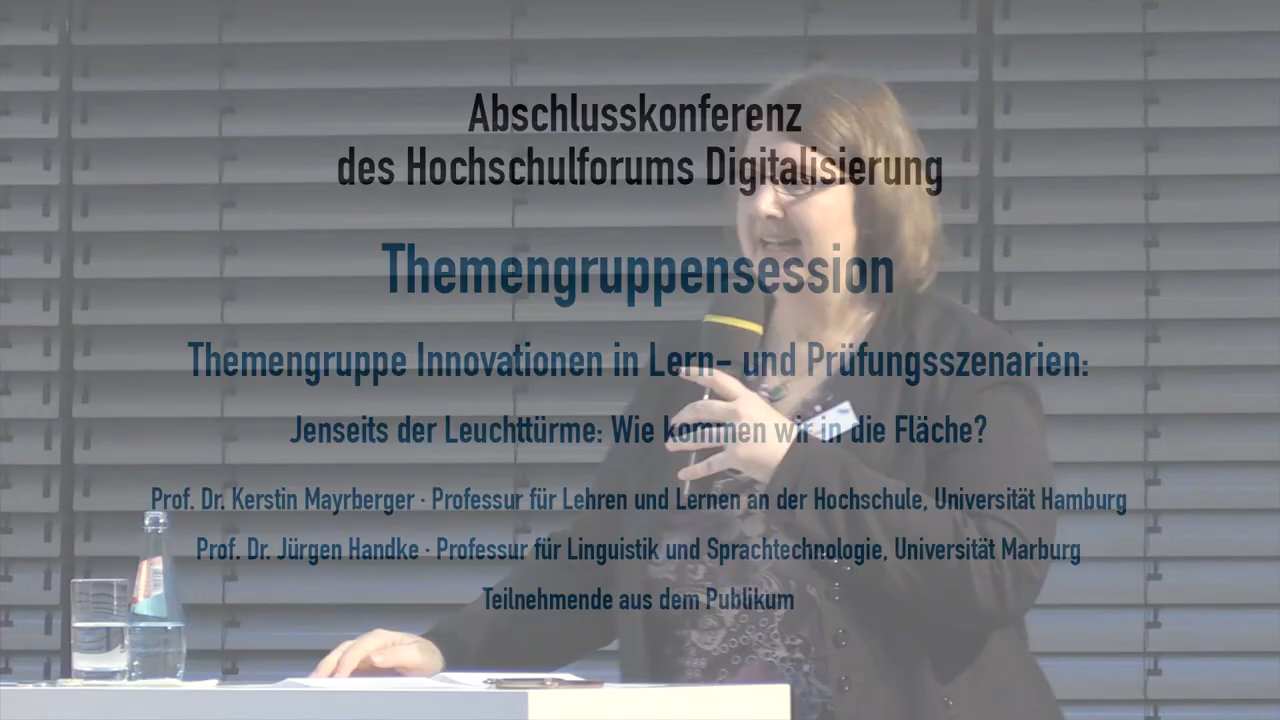 Abschlusskonferenz
des Hochschulforums Digitalisierung
Themengruppensession
Themengruppe Innovationen in Lern- und Prüfungsszenarien:
Jenseits der Leuchttürme: Wie kommen wir in die Fläche?
Prof. Dr. Kerstin Mayrberger · Professur für Lehren und Lernen an der Hochschule, Universität Hamburg
Prof. Dr. Jürgen Handke · Professur für Linguistik und Sprachtechnologie, Universität Marburg
Teilnehmende aus dem Publikum